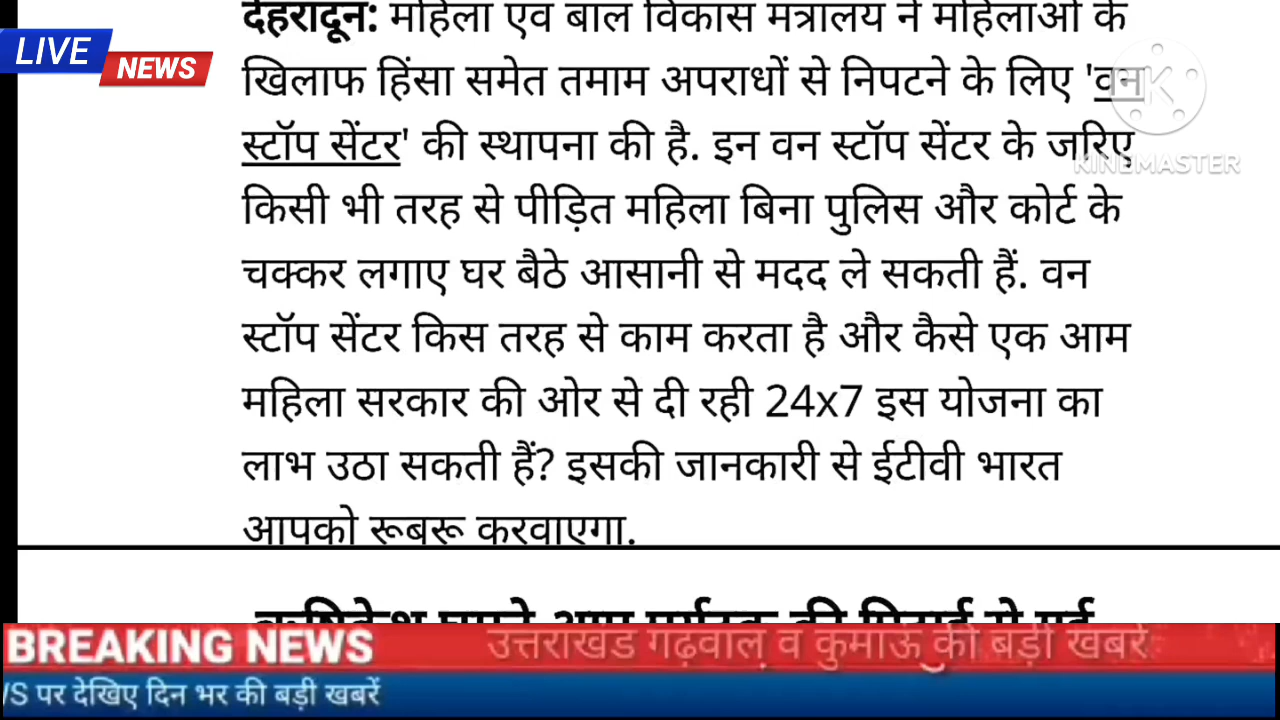 देहरादून: महिला एवं बाल विकास मंत्रालय ने महिलाओं के
LIVE
NEWS
खिलाफ हिंसा समेत तमाम अपराधों से निपटने के लिए 'वन
स्टॉप सेंटर' की स्थापना की है. इन वन स्टॉप सेंटर के जरिए
KINEMASTER
किसी भी तरह से पीड़ित महिला बिना पुलिस और कोर्ट के
चक्कर लगाए घर बैठे आसानी से मदद ले सकती हैं. वन
स्टॉप सेंटर किस तरह से काम करता है और कैसे एक आम
महिला सरकार की ओर से दी रही 24x7 इस योजना का
लाभ उठा सकती हैं? इसकी जानकारी से ईटीवी भारत
आपको रूबरू करवाएगा.
BREAKING NEWS
उत्तराखंड गढ़वाल व कुमाऊ की बड़ी खबरें
पर देखिए दिन भर की बड़ी खबरें